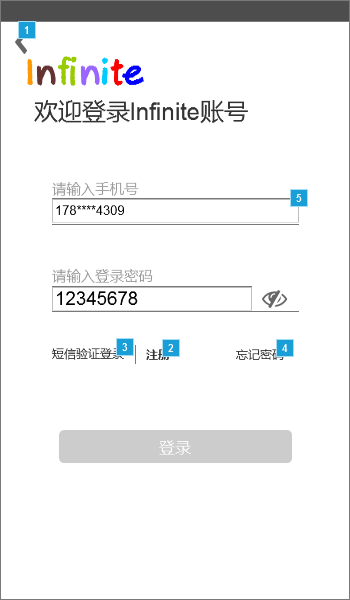 1
Infinite
欢迎登录Infinite账号
请输入手机号
5
178****4309
请输入登录密码
12345678
短信验证登录 3 注册 2 忘记密码 4
登录